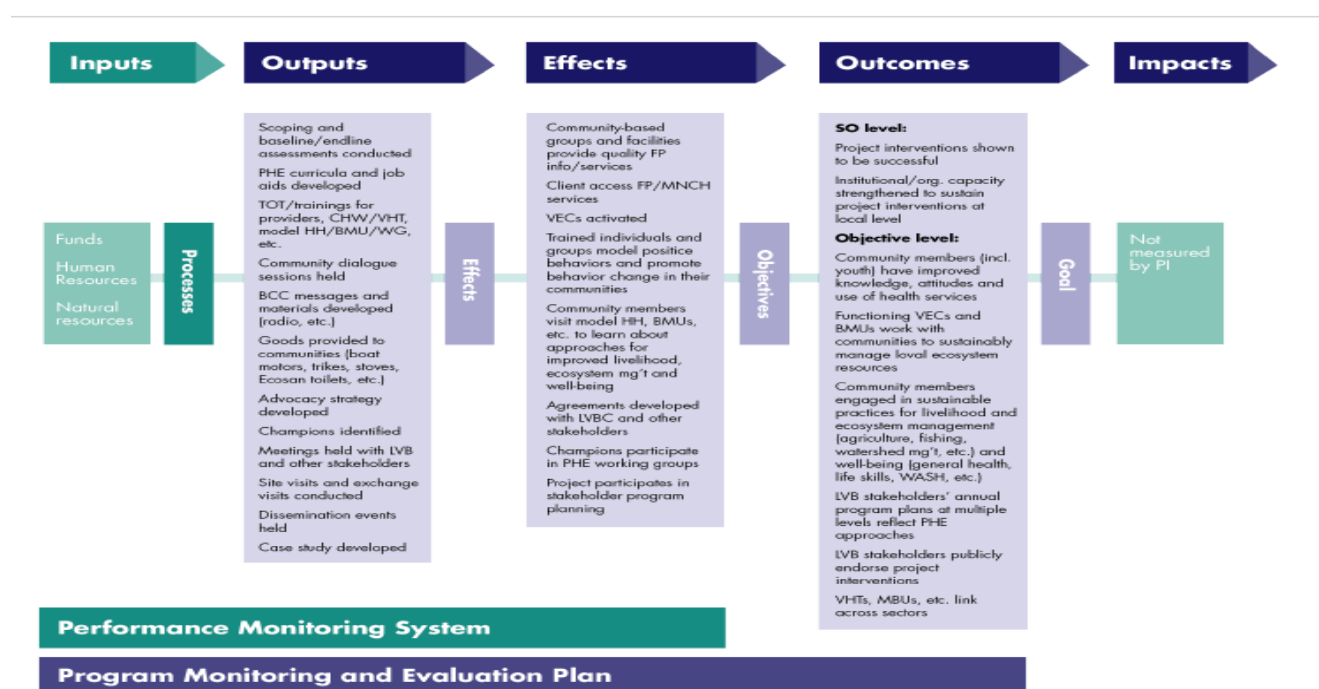 Inputs
Outputs
Effects
Outcomes
Impacts
Funds
Human
Resources
Natural
resources
Processes
Scoping and
baseline/endline
assessments conducted
PHE curricula and job
aids developed
TOT/trainings for
providers, CHW/VHT,
model HH/BMU/WG,
etc.
Community dialogue
sessions held
BCC messages and
materials developed
(radio, etc.)
Goods provided to
communities (boat
motors, trikes, stoves,
Ecosan toilets, etc.)
Advocacy strategy
developed
Champions identified
Meetings held with LVB
and other stakeholders
Site visits and exchange
visits conducted
Dissemination events
held
Case study developed
Effects
Community-based
groups and facilities
provide quality FP
info/services
Client access FP/MNCH
services
VECs activated
Trained individuals and
groups model positice
behaviors and promote
behavior change in their
communities
Community members
visit model HH, BMUs,
etc. to learn about
approaches for
improved livelihood,
ecosystem mg't and
well-being
Agreements developed
with LVBC and other
stakeholders
Champions participate
in PHE working groups
Project participates in
stakeholder program
planning
Objectives
SO level:
Project interventions shown
to be successful
Institutional/org. capacity
strengthened to sustain
project interventions at
local level
Objective level:
Community members (incl.
youth) have improved
knowledge, attitudes and
use of health services
Functioning VECs and
BMUs work with
communities to sustainably
manage loval ecosystem
resources
Community members
engaged in sustainable
practices for livelihood and
ecosystem management
(agriculture, fishing,
watershed mg't, etc.) and
well-being (general health,
life skills, WASH, etc.)
LVB stakeholders' annual
program plans at multiple
levels reflect PHE
approaches
LVB stakeholders publicly
endorse project
interventions
VHTs, MBUs, etc. link
across sectors
Goal
Not
measured
by PI
Performance Monitoring System
Program Monitoring and Evaluation Plan